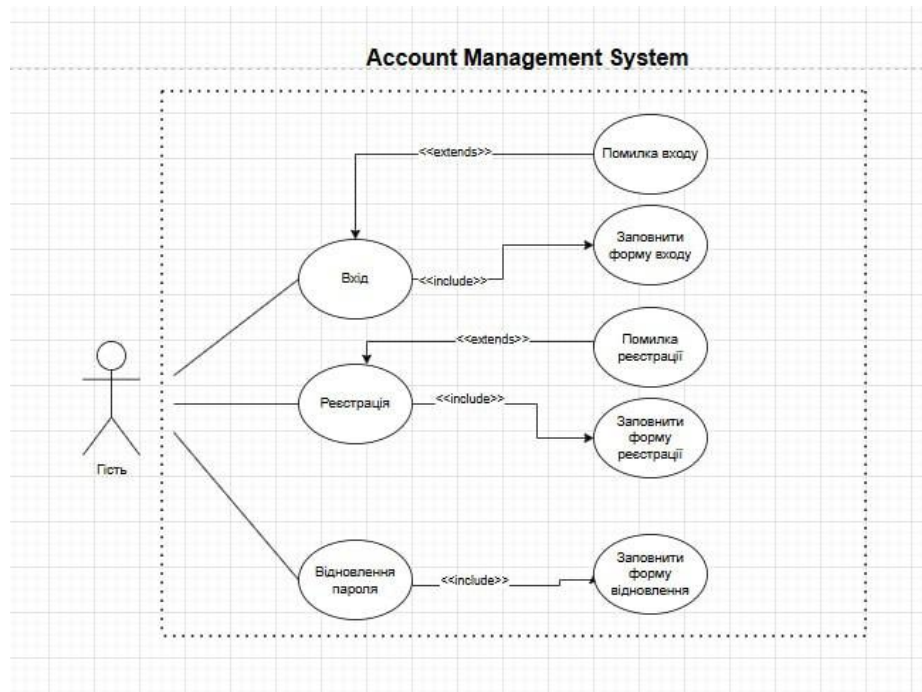 Account Management System
<<extends>>
Помилка входу
Заповнити
форму входу
Вхід
<<include>>
<<extends>>
Помилка
реєстрації
Реєстрація
<<include>>
Заповнити
форму
реєстрації
Гість
Відновлення
пароля
<<include>>
Заповнити
форму
відновлення